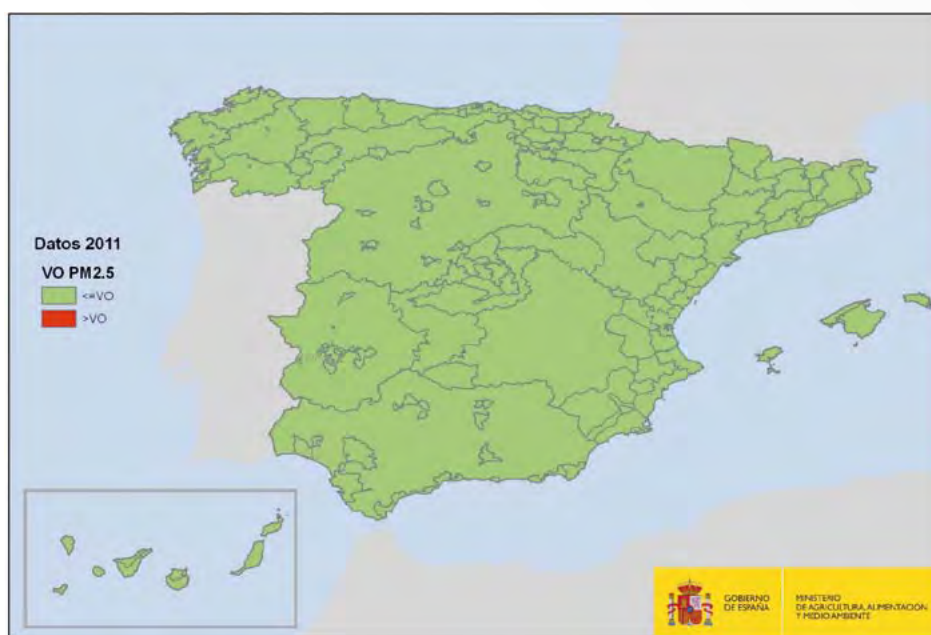 Datos 2011
VO PM2.5
<=VO
>VO
GOBIERNO
DE ESPAÑA
MINISTERIO
DE AGRICULTURA, ALIMENTACIÓN
Y MEDIO AMBIENTE